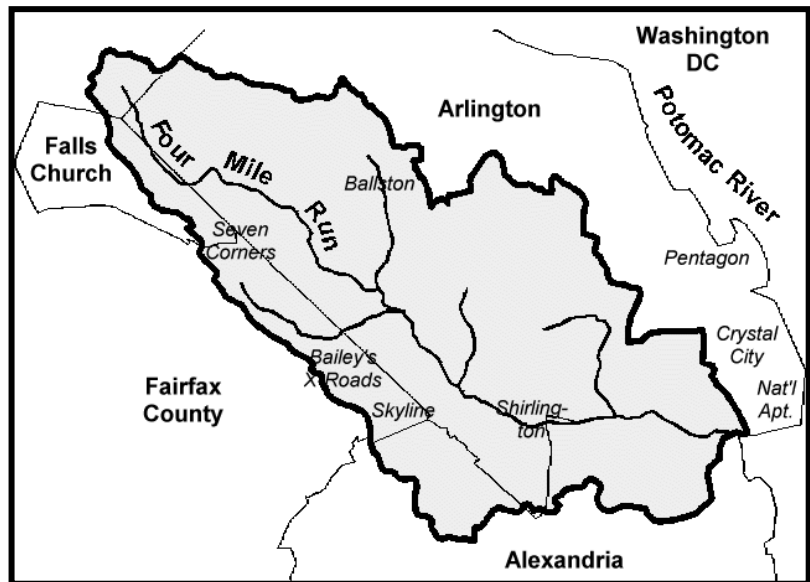 Washington
DC
Arlington
Potomac River
Falls
Church
Four
Mile
Run
Ballston
Seven
Corners
Pentagon
Crystal
City
Nat'l
Apt.
Bailey's
X-Roads
Fairfax
County
Skyline
Shirling-
ton
Alexandria